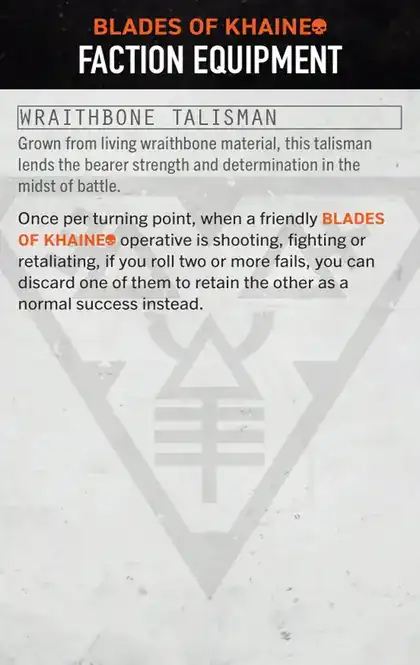 BLADES OF KHAINE
FACTION EQUIPMENT
WRAITHBONE TALISMAN
Grown from living wraithbone material, this talisman
lends the bearer strength and determination in the
midst of battle.
Once per turning point, when a friendly BLADES
OF KHAINE operative is shooting, fighting or
retaliating, if you roll two or more fails, you can
discard one of them to retain the other as a
normal success instead.